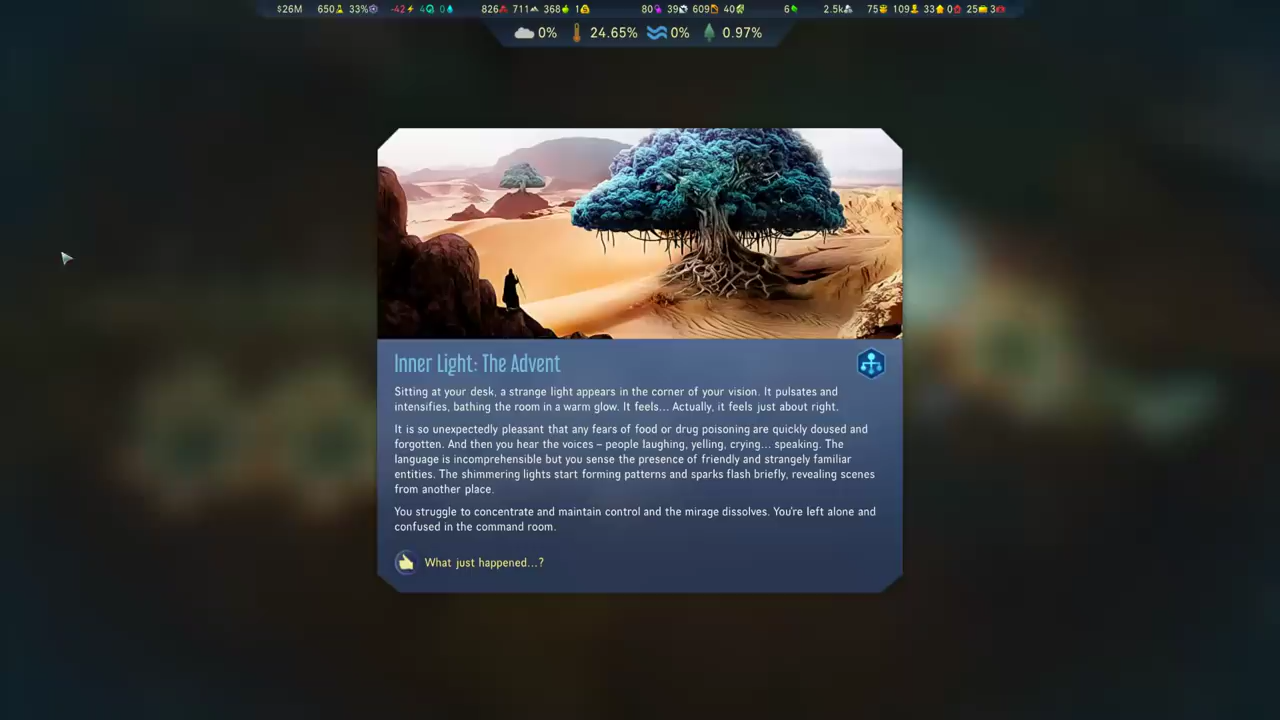 $26M 650 33% -42 4 0 826 711 368 1 80 39 609 40 6 2.5k 75 109 33 0 25 3
0% 24.65% 0% 0.97%
Inner Light: The Advent
Sitting at your desk, a strange light appears in the corner of your vision. It pulsates and
intensifies, bathing the room in a warm glow. It feels... Actually, it feels just about right.
It is so unexpectedly pleasant that any fears of food or drug poisoning are quickly doused and
forgotten. And then you hear the voices – people laughing, yelling, crying... speaking. The
language is incomprehensible but you sense the presence of friendly and strangely familiar
entities. The shimmering lights start forming patterns and sparks flash briefly, revealing scenes
from another place.
You struggle to concentrate and maintain control and the mirage dissolves. You're left alone and
confused in the command room.
What just happened...?